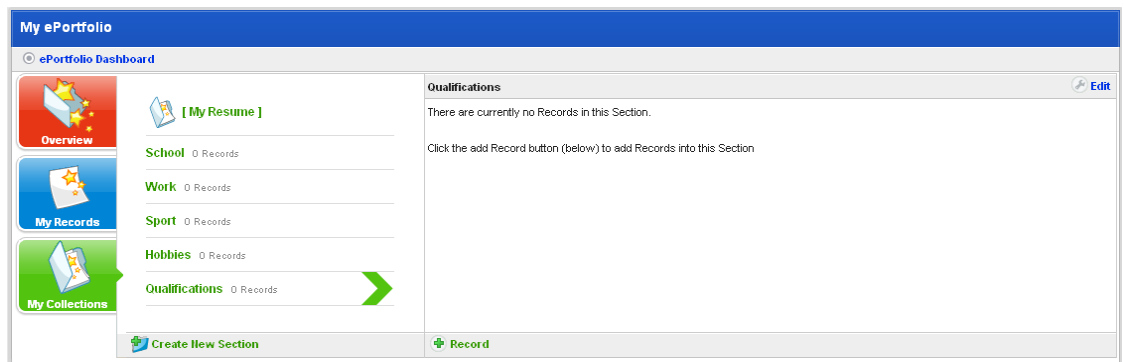 My ePortfolio
ePortfolio Dashboard
Overview
My Records
My Collections
[ My Resume ]
School 0 Records
Work 0 Records
Sport 0 Records
Hobbies 0 Records
Qualifications 0 Records
Create New Section
Qualifications
Edit
There are currently no Records in this Section.
Click the add Record button (below) to add Records into this Section
Record